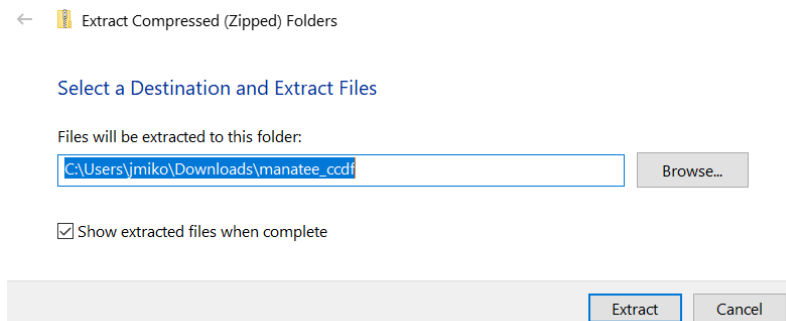 Extract Compressed (Zipped) Folders
Select a Destination and Extract Files
Files will be extracted to this folder:
C:\Users\jmiko\Downloads\manatee_ccdf
Browse...
Show extracted files when complete
Extract
Cancel